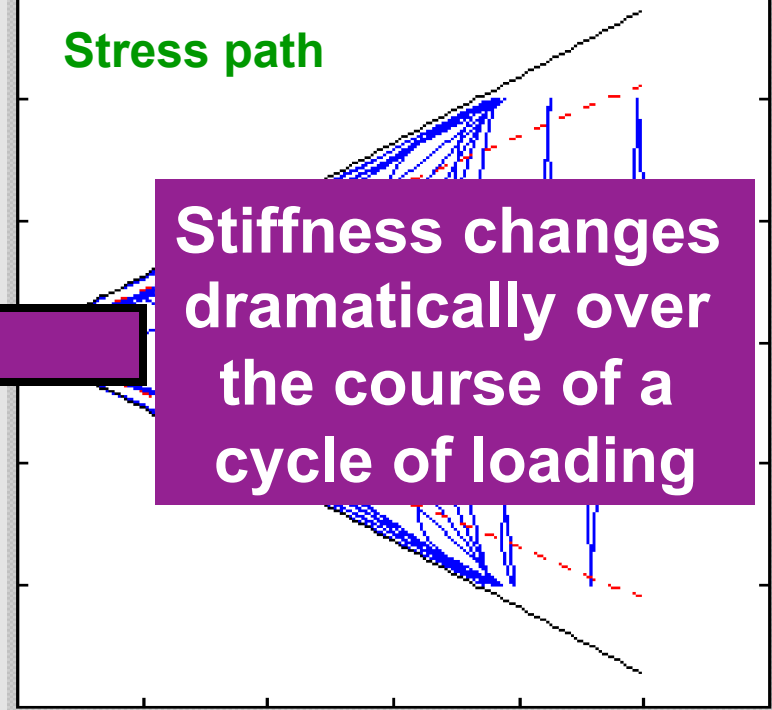 Stress path
Stiffness changes
dramatically over
the course of a
cycle of loading